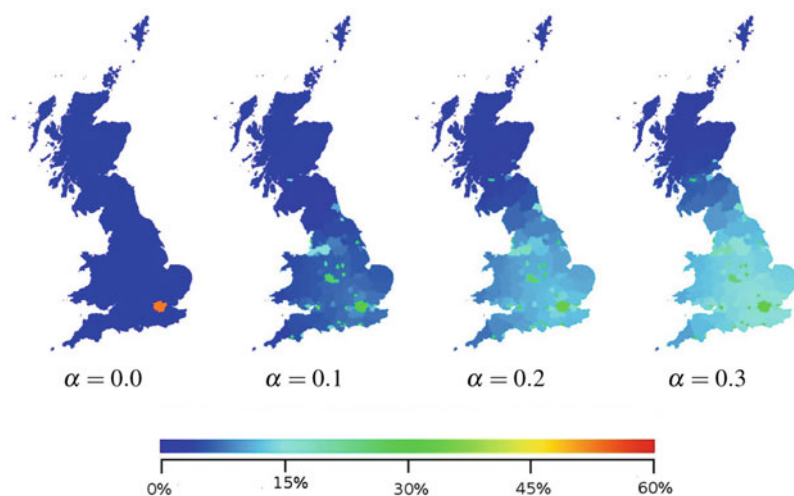 α = 0.0 α = 0.1 α = 0.2 α = 0.3
0% 15% 30% 45% 60%